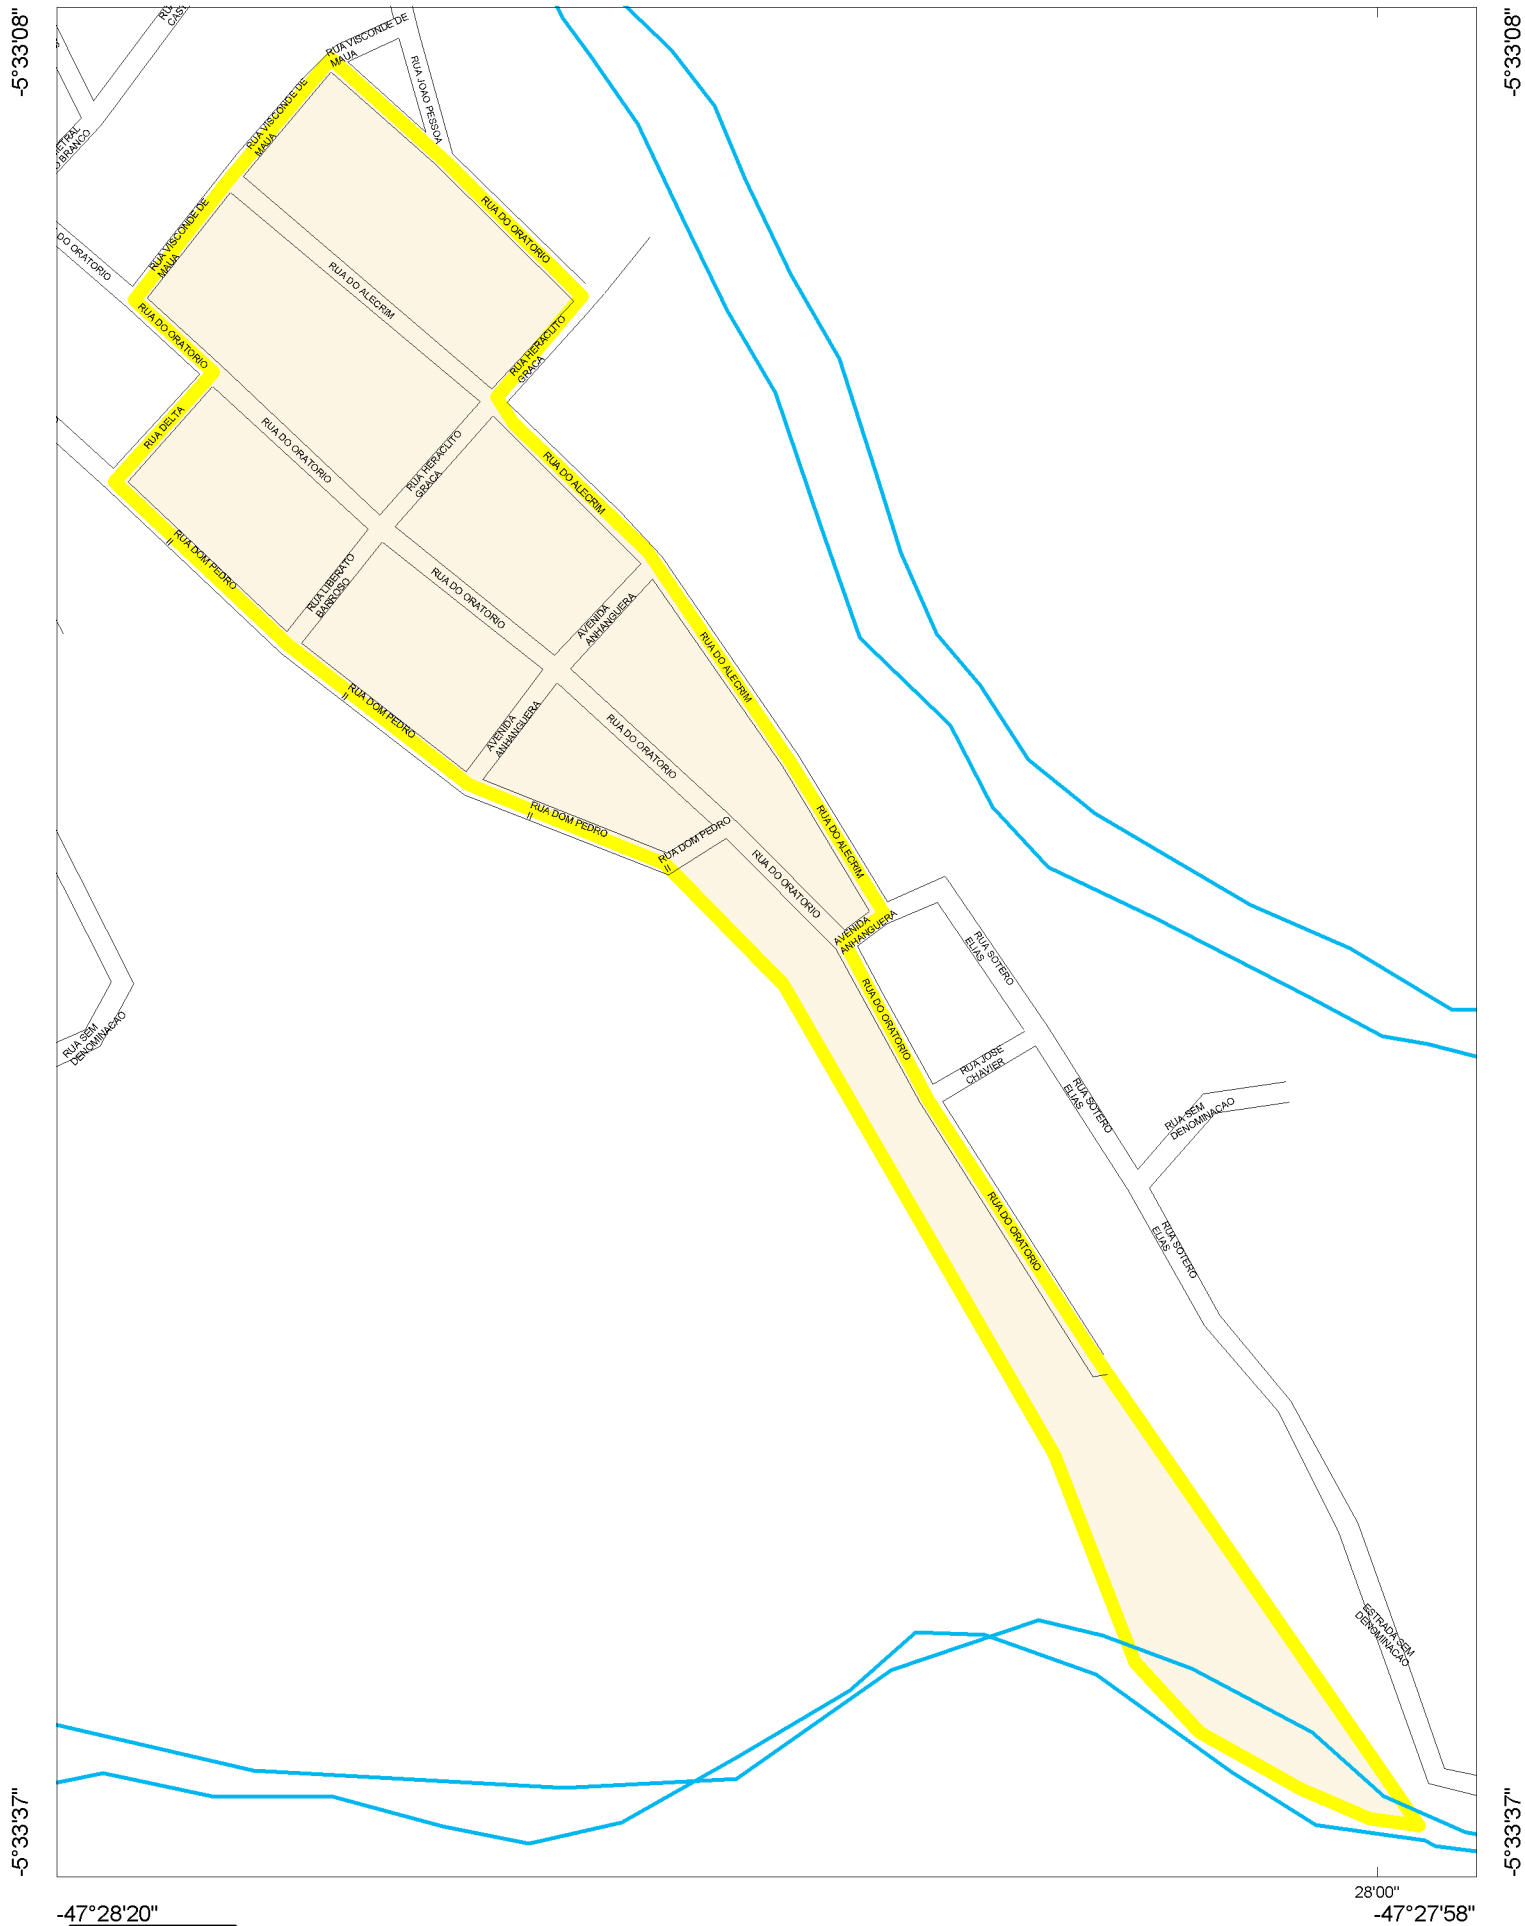 -5°33'08"
-5°33'08"
RUA VISCONDE DE
MAUA
RUA JOAO PESSOA
RUA VISCONDE DE
MAUA
RUA VISCONDE DE
MAUA
RUA DO ORATORIO
DO ORATORIO
RUA DO ALECRIM
RUA DO ORATORIO
RUA HERACLITO
GRACA
RUA DELTA
RUA DO ORATORIO
RUA HERACLITO
GRACA
RUA DO ALECRIM
RUA DOM PEDRO
II
RUA LIBERATO
BARROSO
RUA DO ORATORIO
AVENIDA
ANHANGUERA
RUA DO ALECRIM
RUA DOM PEDRO
II
AVENIDA
ANHANGUERA
RUA DO ORATORIO
RUA DOM PEDRO
II
RUA DOM PEDRO
II
RUA DO ALECRIM
RUA DO ORATORIO
AVENIDA
ANHANGUERA
RUA SOTERO
ELIAS
RUA DO ORATORIO
RUA SEM
DENOMINACAO
RUA JOSE
CHAVIER
RUA SOTERO
ELIAS
RUA SEM
DENOMINACAO
RUA DO ORATORIO
RUA SOTERO
ELIAS
ESTRADA SEM
DENOMINACAO
-5°33'37"
-5°33'37"
28'00"
-47°28'20"
-47°27'58"